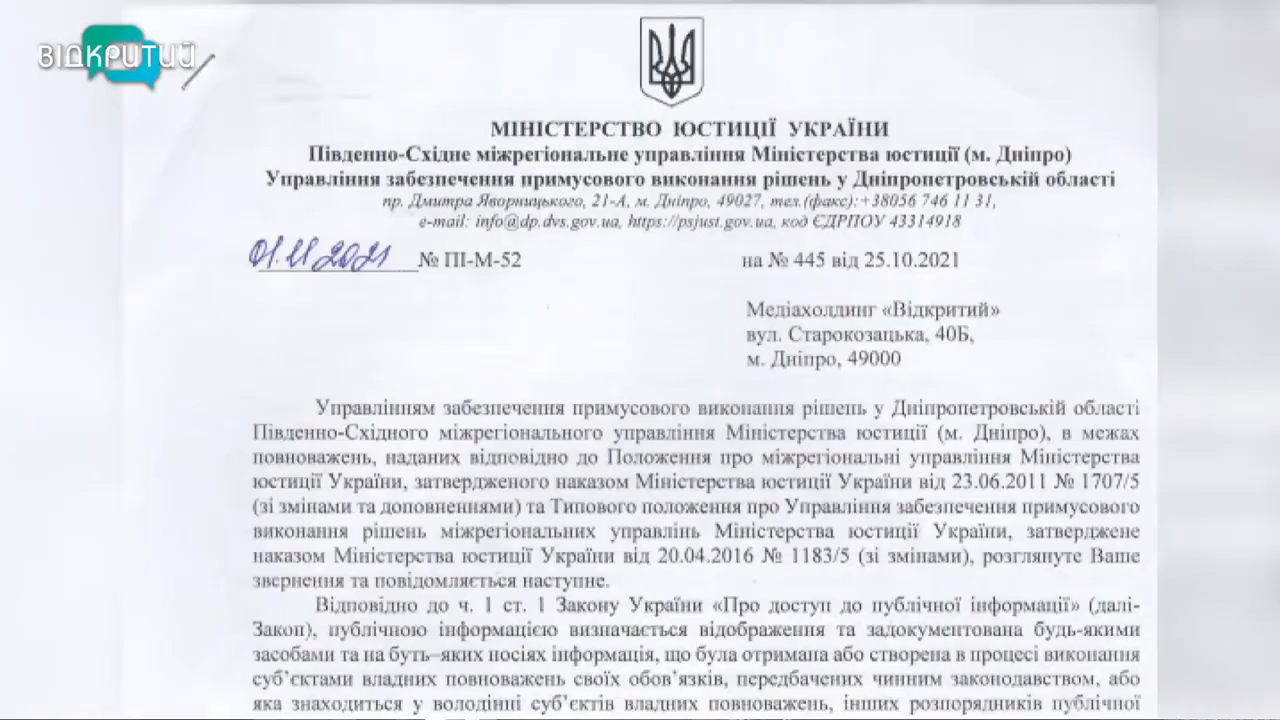 ВІДКРИТИЙ
МІНІСТЕРСТВО ЮСТИЦІЇ УКРАЇНИ
Південно-Східне міжрегіональне управління Міністерства юстиції (м. Дніпро)
Управління забезпечення примусового виконання рішень у Дніпропетровській області
пр. Дмитра Яворницького, 21-А, м. Дніпро, 49027, тел.(факс):+38056 746 11 31,
e-mail: info@dp.dvs.gov.ua, https://psjust.gov.ua, код ЄДРПОУ 43314918
01.11.2021 № ПІ-М-52 на № 445 від 25.10.2021
Медіахолдинг «Відкритий»
вул. Старокозацька, 40Б,
м. Дніпро, 49000
Управлінням забезпечення примусового виконання рішень у Дніпропетровській області
Південно-Східного міжрегіонального управління Міністерства юстиції (м. Дніпро), в межах
повноважень, наданих відповідно до Положення про міжрегіональні управління Міністерства
юстиції України, затвердженого наказом Міністерства юстиції України від 23.06.2011 № 1707/5
(зі змінами та доповненнями) та Типового положення про Управління забезпечення примусового
виконання рішень міжрегіональних управлінь Міністерства юстиції України, затверджене
наказом Міністерства юстиції України від 20.04.2016 № 1183/5 (зі змінами), розглянуте Ваше
звернення та повідомляється наступне.
Відповідно до ч. 1 ст. 1 Закону України «Про доступ до публічної інформації» (далі-
Закон), публічною інформацією визначається відображення та задокументована будь-якими
засобами та на буть–яких носіях інформація, що була отримана або створена в процесі виконання
суб’єктами владних повноважень своїх обов’язків, передбачених чинним законодавством, або
яка знаходиться у володінні суб’єктів владних повноважень, інших розпорядників публічної